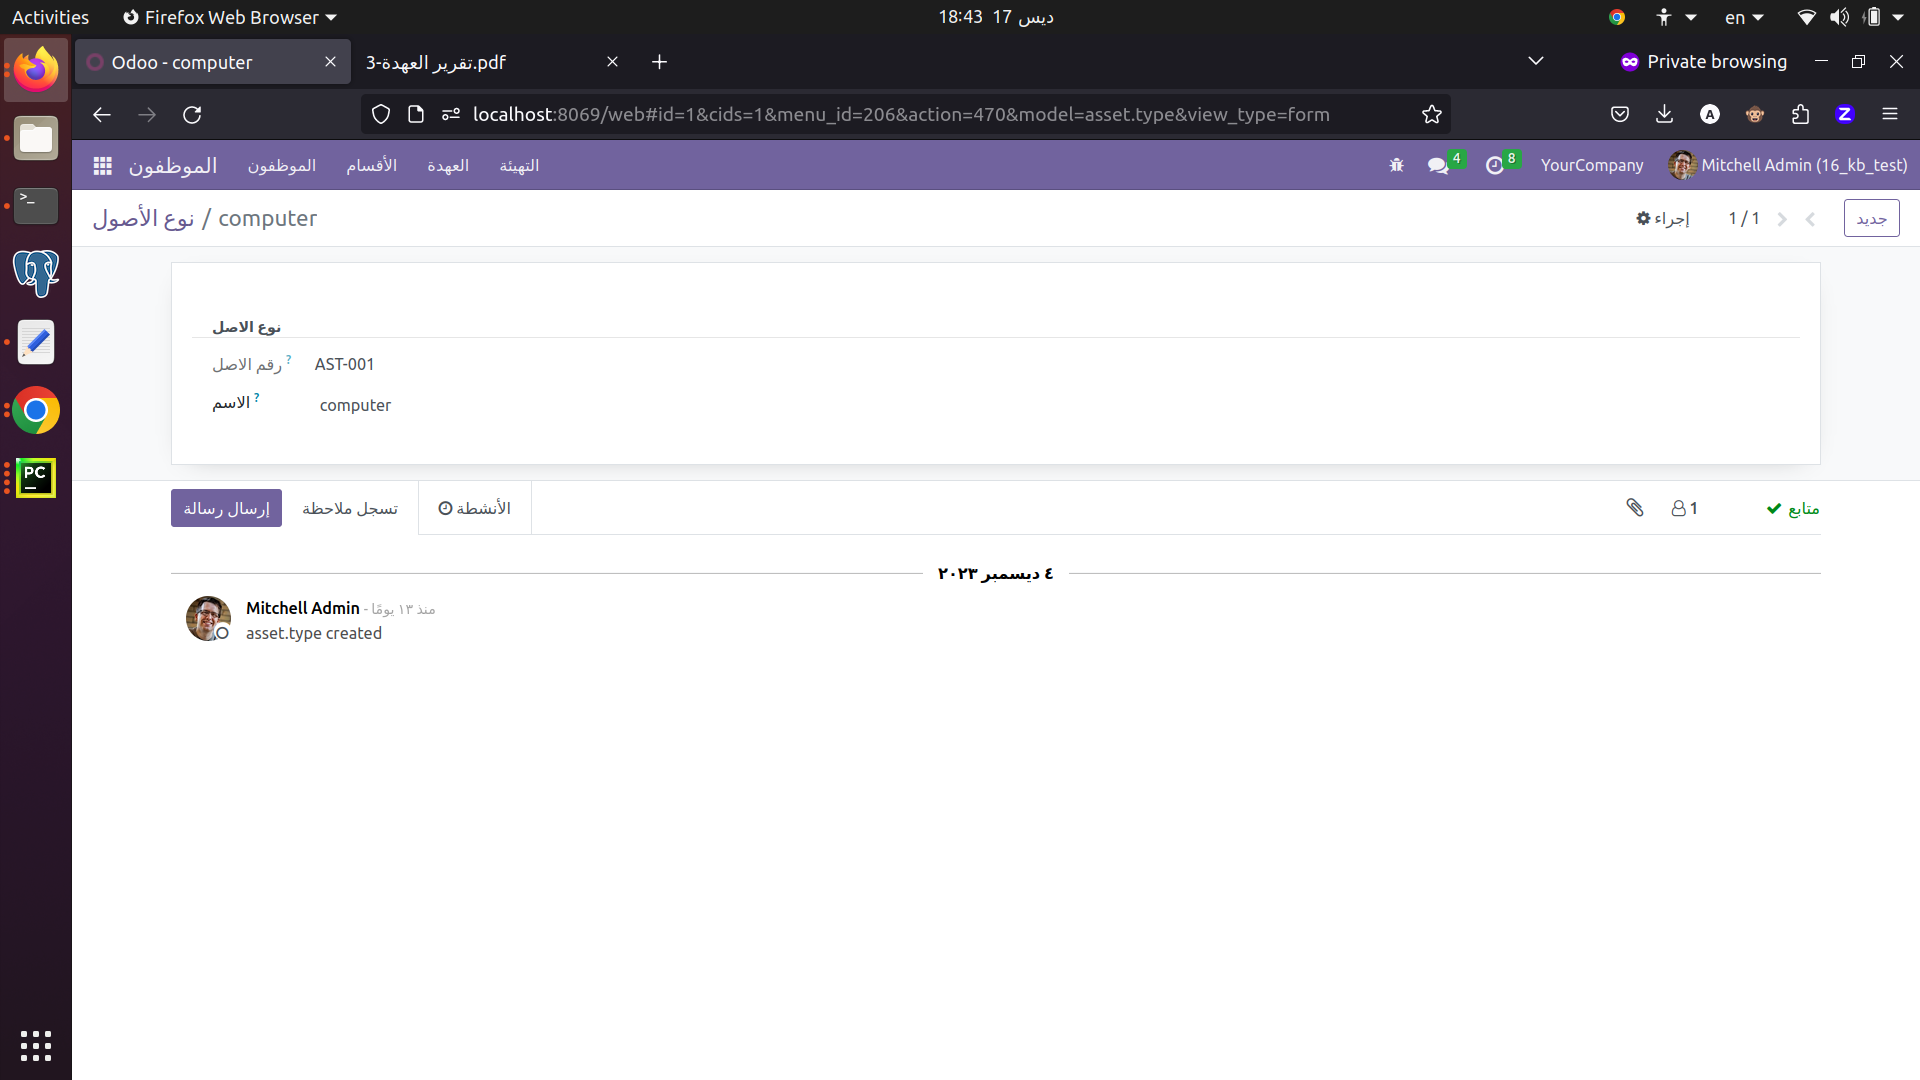 Activities
Firefox Web Browser
18:43 17 ديس
en
Odoo - computer
تقرير العهدة-3.pdf
Private browsing
localhost:8069/web#id=1&cids=1&menu_id=206&action=470&model=asset.type&view_type=form
A
Z
الموظفون
الموظفون
الأقسام
العهدة
التهيئة
4
8
YourCompany
Mitchell Admin (16_kb_test)
نوع الأصول / computer
إجراء
1 / 1
جديد
نوع الاصل
رقم الاصل ? AST-001
الاسم ? computer
إرسال رسالة
تسجل ملاحظة
الأنشطة
1
متابع
٤ ديسمبر ٢٠٢٣
Mitchell Admin - منذ ١٣ يومًا
asset.type created
>_
PC